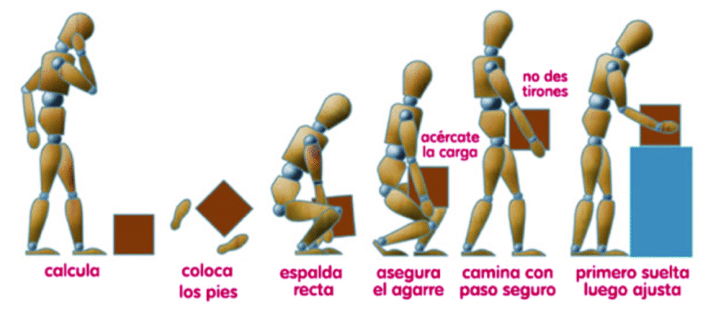 calcula
coloca
los pies
espalda
recta
acércate
la carga
asegura
el agarre
no des
tirones
camina con
paso seguro
primero suelta
luego ajusta